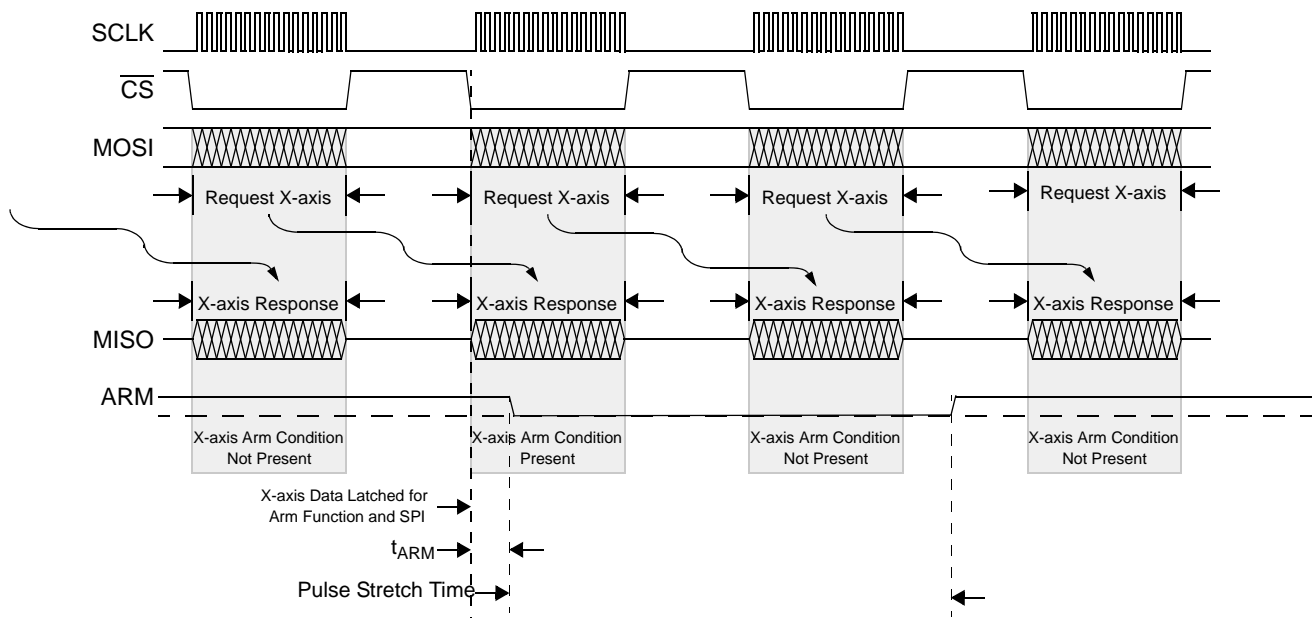 SCLK
CS
MOSI
Request X-axis
Request X-axis
Request X-axis
Request X-axis
X-axis Response
X-axis Response
X-axis Response
X-axis Response
MISO
ARM
X-axis Arm Condition
Not Present
X-axis Arm Condition
Present
X-axis Arm Condition
Not Present
X-axis Arm Condition
Not Present
X-axis Data Latched for
Arm Function and SPI
tARM
Pulse Stretch Time